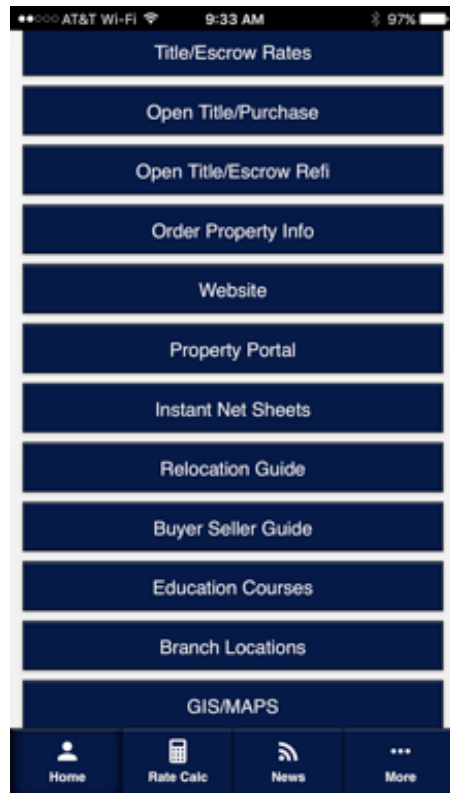 AT&T Wi-Fi 9:33 AM 97%
Title/Escrow Rates
Open Title/Purchase
Open Title/Escrow Refi
Order Property Info
Website
Property Portal
Instant Net Sheets
Relocation Guide
Buyer Seller Guide
Education Courses
Branch Locations
GIS/MAPS
Home Rate Calc News More